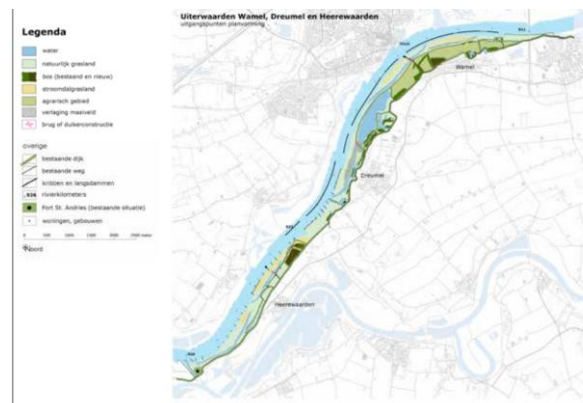 Uiterwaarden Wamel, Dreumel en Heerewaarden
uitgangspunten planvorming
Legenda
water
natuurlijk grasland
bos (bestaand en nieuw)
stroomdalgrasland
agrarisch gebied
verlaging maaiveld
brug of duikerconstructie
overige
bestaande dijk
bestaande weg
kribben en langsdammen
rivierkilometers
Fort St. Andries (bestaande situatie)
woningen, gebouwen
Noord
Wamel
Dreumel
Heerewaarden